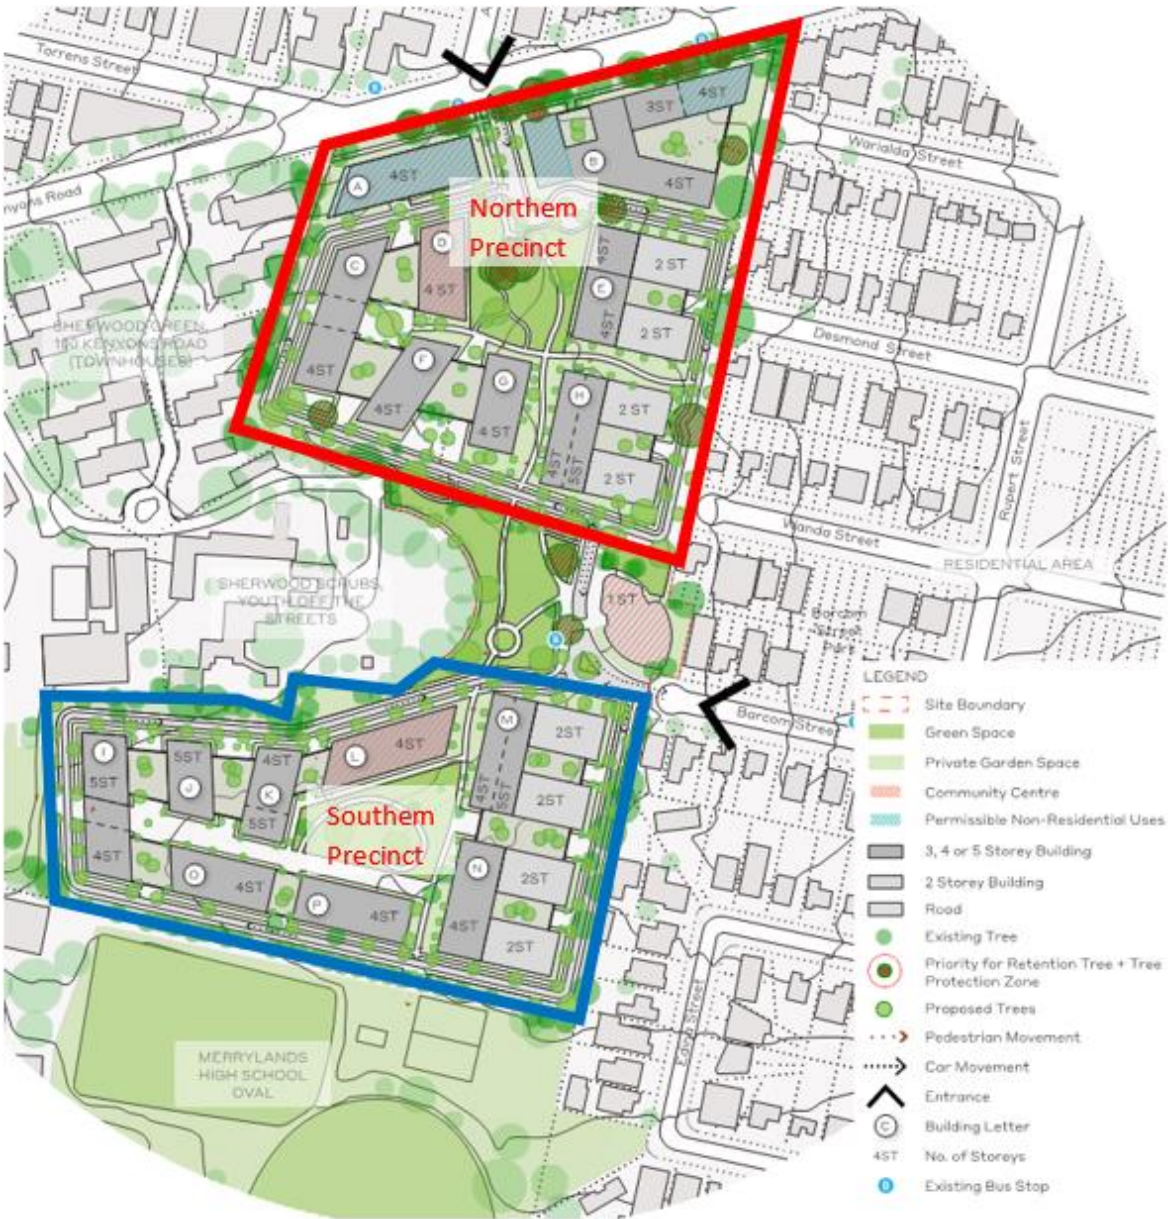 Torrens Street
nyons Road
Warialda Street
4ST
3ST
A
4ST
B
4ST
Northern
Precinct
C
D
4 ST
4ST
E
2 ST
4ST
2 ST
Desmond Street
SHERWOOD GREEN,
190 KENYONS ROAD
(TOWNHOUSES)
F
G
4ST
4ST
4 ST
H
2 ST
4ST
5ST
2 ST
Rupert Street
Wanda Street
RESIDENTIAL AREA
SHERWOOD SCRUBS,
YOUTH OFF THE
STREETS
1 ST
Barcom
Street
Park
B
Barcom Street
I
5ST
4ST
5ST
J
4ST
K
5ST
L
4ST
M
4ST
5ST
2ST
2ST
Southern
Precinct
O
4ST
P
4ST
N
4ST
2ST
2ST
MERRYLANDS
HIGH SCHOOL
OVAL
LEGEND
Site Boundary
Green Space
Private Garden Space
Community Centre
Permissible Non-Residential Uses
3, 4 or 5 Storey Building
2 Storey Building
Road
Existing Tree
Priority for Retention Tree + Tree
Protection Zone
Proposed Trees
Pedestrian Movement
Car Movement
Entrance
C
Building Letter
4ST
No. of Storeys
B
Existing Bus Stop